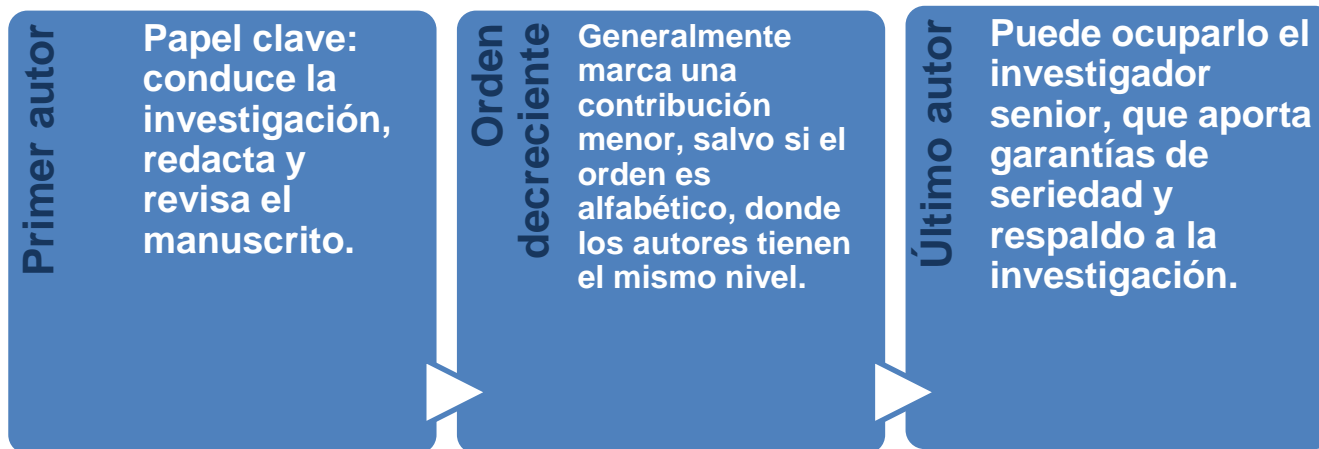 Primer autor
Papel clave:
conduce la
investigación,
redacta y
revisa el
manuscrito.
Orden
decreciente
Generalmente
marca una
contribución
menor, salvo si el
orden es
alfabético, donde
los autores tienen
el mismo nivel.
Último autor
Puede ocuparlo el
investigador
senior, que aporta
garantías de
seriedad y
respaldo a la
investigación.